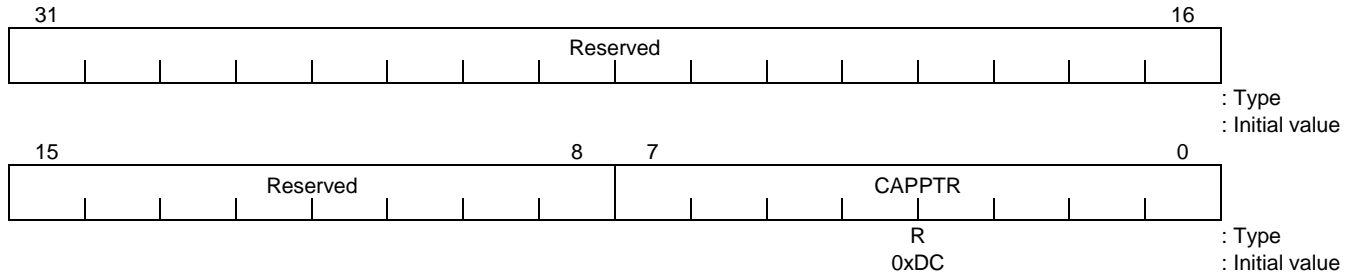 31 16
Reserved
: Type
: Initial value
15 8 7 0
Reserved CAPPTR
R : Type
0xDC : Initial value